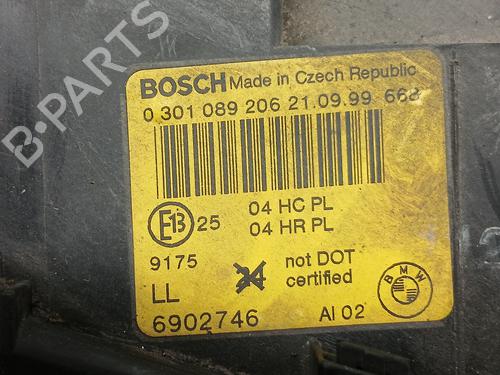 B-PARTS
BOSCH Made in Czech Republic
0 301 089 206 21.09.99 668
E13 25 04 HC PL
04 HR PL
9175 not DOT
certified
LL
6902746 AI 02
BMW